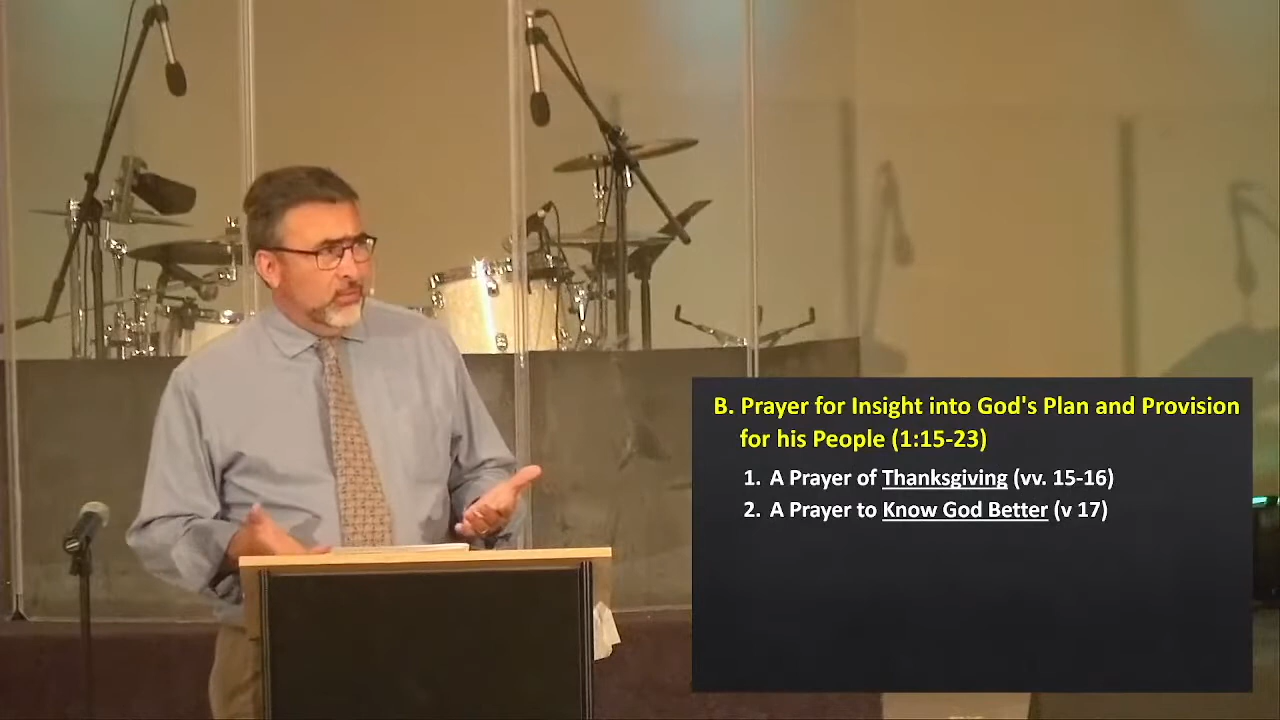 B. Prayer for Insight into God's Plan and Provision
for his People (1:15-23)
1. A Prayer of Thanksgiving (vv. 15-16)
2. A Prayer to Know God Better (v 17)